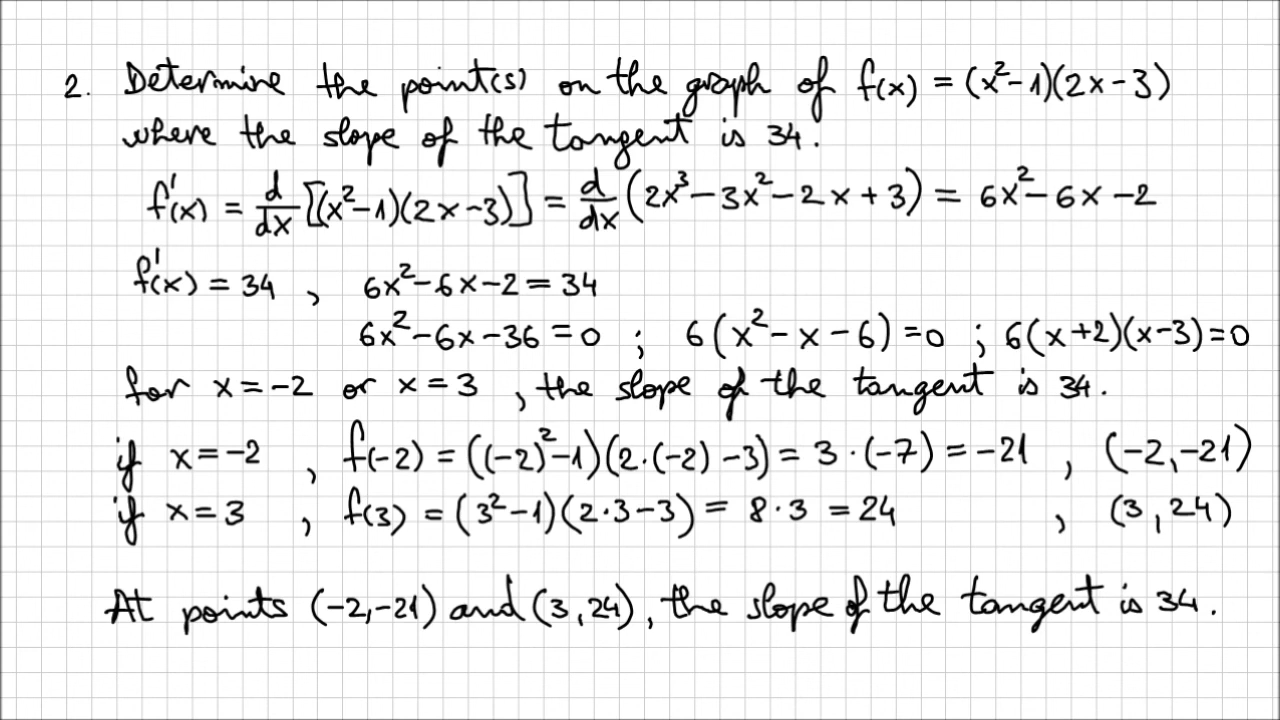 2. Determine the point(s) on the graph of f(x) = (x²-1)(2x-3)
where the slope of the tangent is 34.
f'(x) = d/dx [(x²-1)(2x-3)] = d/dx (2x³-3x²-2x+3) = 6x²-6x-2
f'(x) = 34 , 6x²-6x-2 = 34
6x²-6x-36 = 0 ; 6(x²-x-6) = 0 ; 6(x+2)(x-3) = 0
for x = -2 or x = 3 , the slope of the tangent is 34.
if x = -2 , f(-2) = ((-2)²-1)(2·(-2)-3) = 3·(-7) = -21 , (-2,-21)
if x = 3 , f(3) = (3²-1)(2·3-3) = 8·3 = 24 , (3,24)
At points (-2,-21) and (3,24), the slope of the tangent is 34.